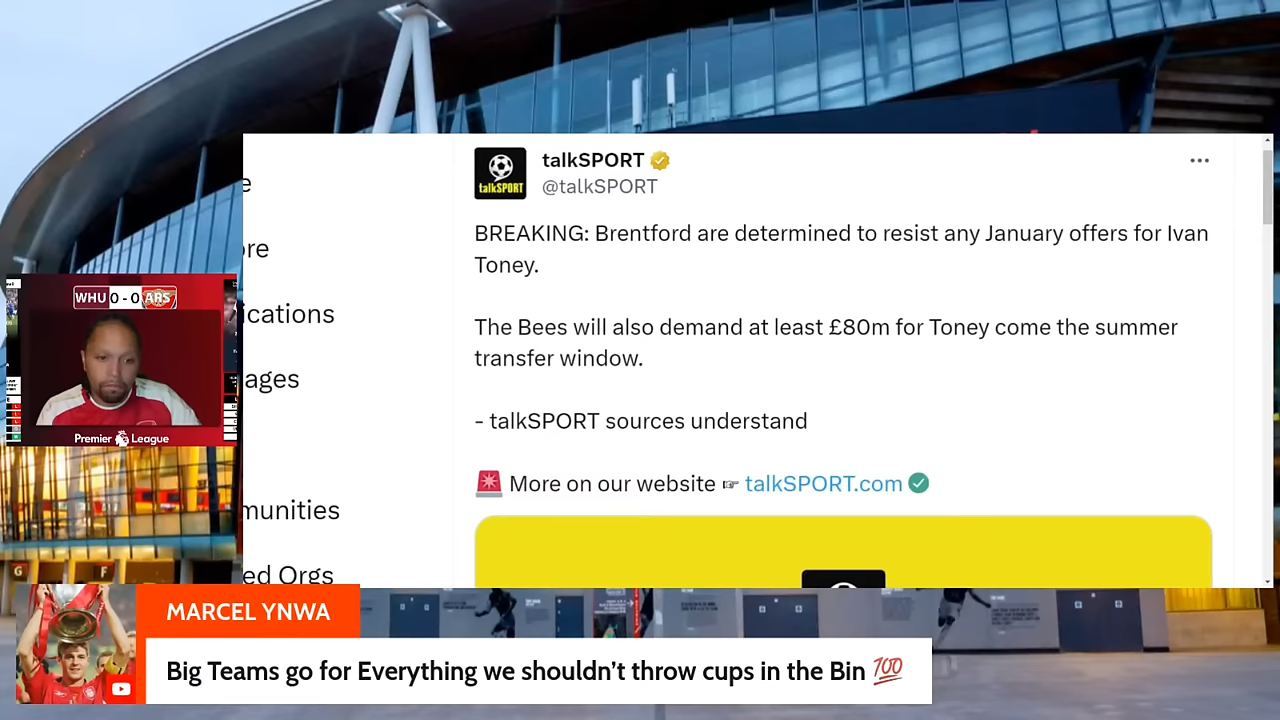 talkSPORT
talkSPORT
@talkSPORT
BREAKING: Brentford are determined to resist any January offers for Ivan
Toney.
The Bees will also demand at least £80m for Toney come the summer
transfer window.
- talkSPORT sources understand
🚨 More on our website ☞ talkSPORT.com
e
ore
ications
ages
munities
ed Orgs
WHU 0 - 0 ARS
Premier League
G
F
MARCEL YNWA
Big Teams go for Everything we shouldn't throw cups in the Bin 💯